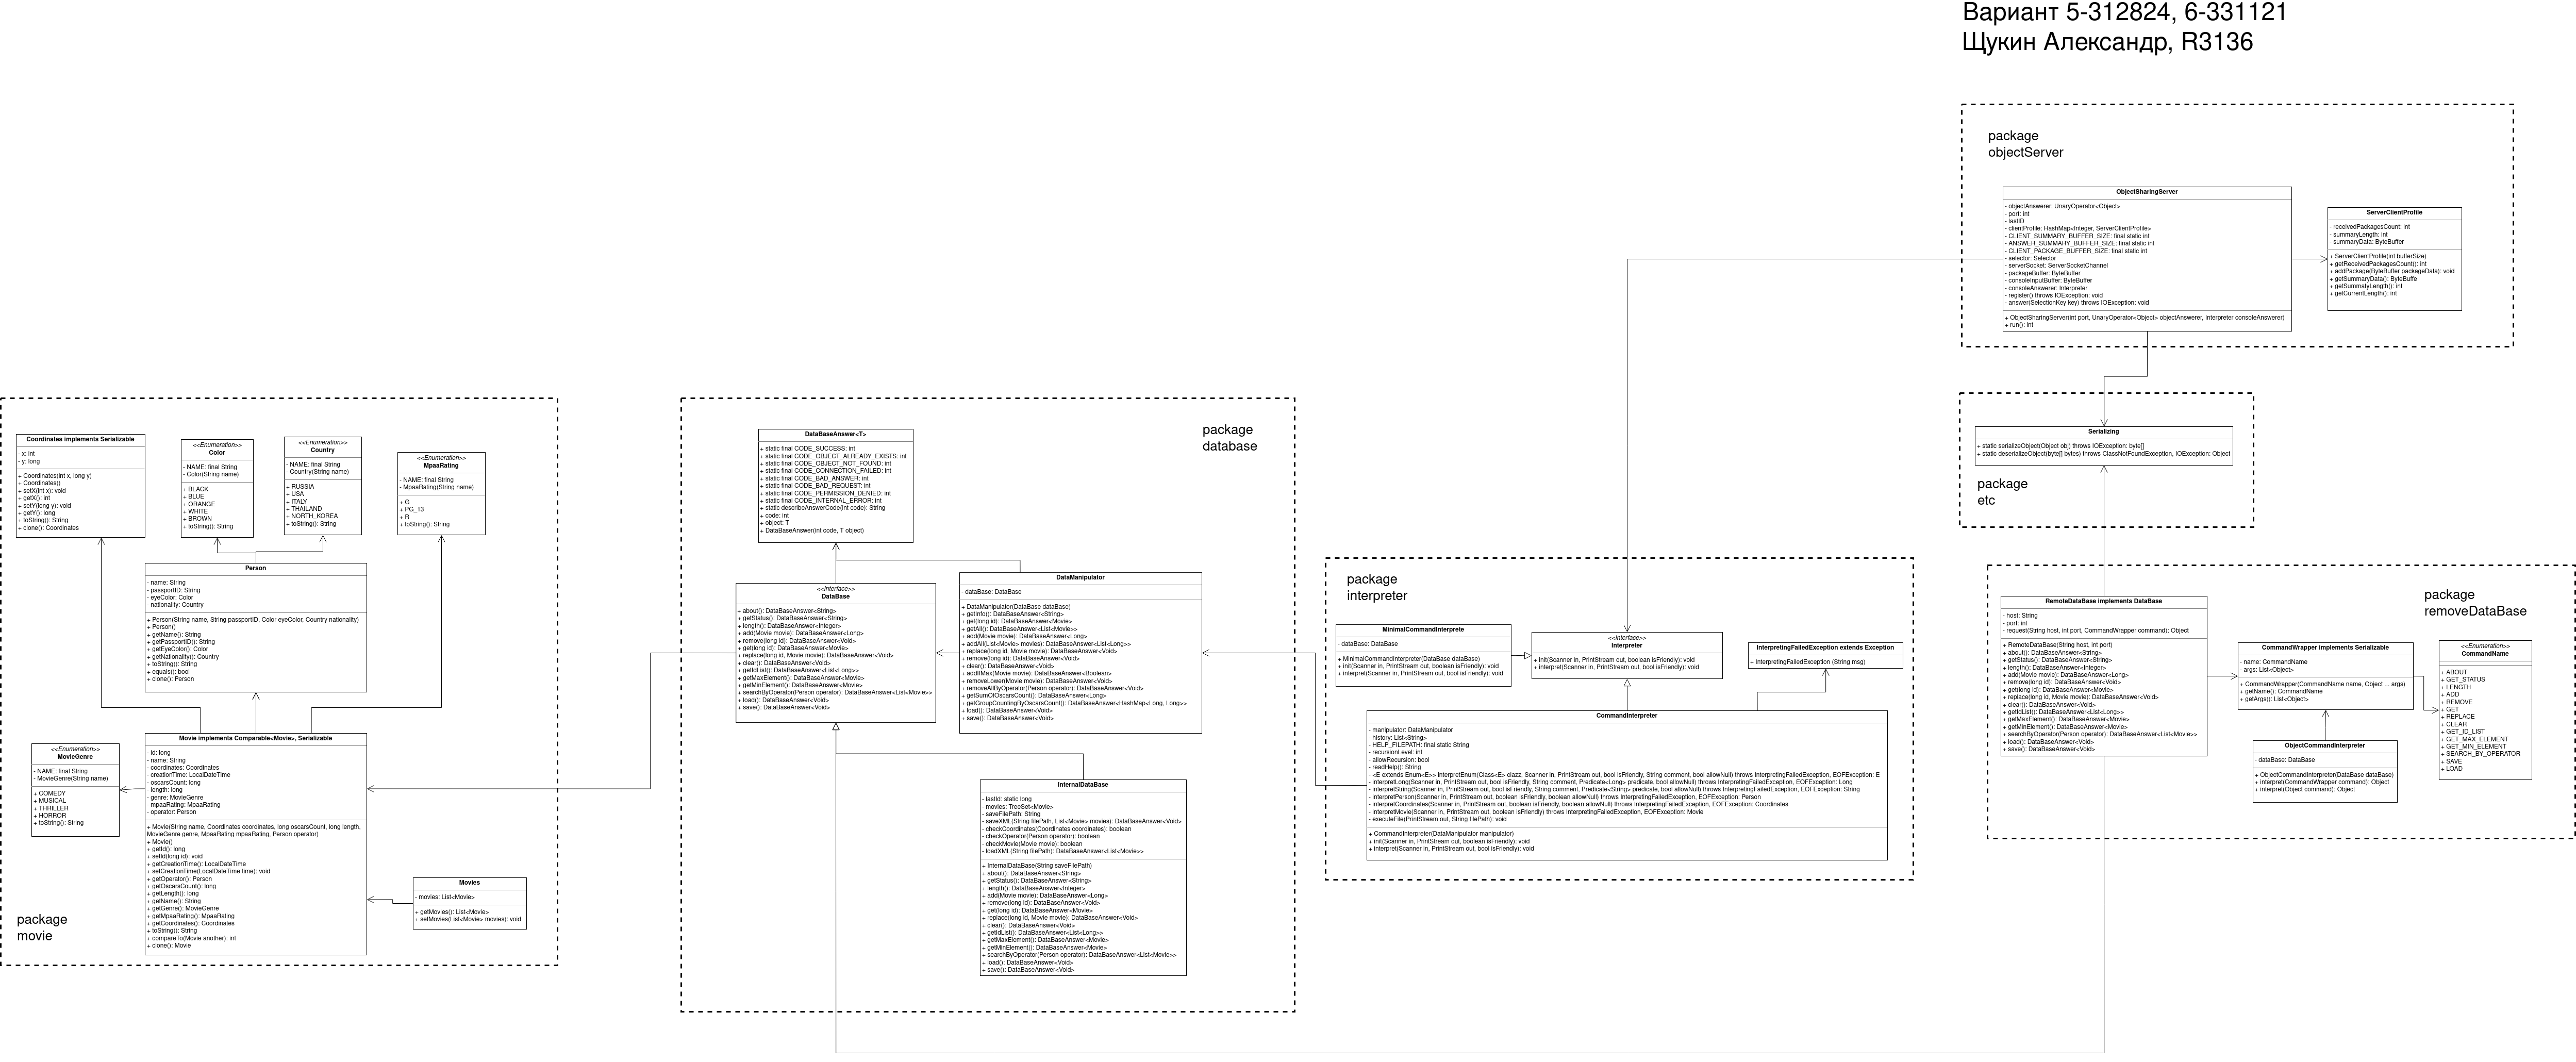 Вариант 5-312824, 6-331121
Щукин Александр, R3136
package
objectServer
ObjectSharingServer
- objectAnswerer: UnaryOperator<Object>
- port: int
- lastID
- clientProfile: HashMap<Integer, ServerClientProfile>
- CLIENT_SUMMARY_BUFFER_SIZE: final static int
- ANSWER_SUMMARY_BUFFER_SIZE: final static int
- CLIENT_PACKAGE_BUFFER_SIZE: final static int
- selector: Selector
- serverSocket: ServerSocketChannel
- packageBuffer: ByteBuffer
- consoleInputBuffer: ByteBuffer
- consoleAnswerer: Interpreter
- register() throws IOException: void
- answer(SelectionKey key) throws IOException: void
+ ObjectSharingServer(int port, UnaryOperator<Object> objectAnswerer, Interpreter consoleAnswerer)
+ run(): int
ServerClientProfile
- receivedPackagesCount: int
- summaryLength: int
- summaryData: ByteBuffer
+ ServerClientProfile(int bufferSize)
+ getReceivedPackagesCount(): int
+ addPackage(ByteBuffer packageData): void
+ getSummaryData(): ByteBuffe
+ getSummatyLength(): int
+ getCurrentLength(): int
Serializing
+ static serializeObject(Object obj) throws IOException: byte[]
+ static deserializeObject(byte[] bytes) throws ClassNotFoundException, IOException: Object
package
etc
Coordinates implements Serializable
- x: int
- y: long
+ Coordinates(int x, long y)
+ Coordinates()
+ setX(int x): void
+ getX(): int
+ setY(long y): void
+ getY(): long
+ toString(): String
+ clone(): Coordinates
<<Enumeration>>
Color
- NAME: final String
- Color(String name)
+ BLACK
+ BLUE
+ ORANGE
+ WHITE
+ BROWN
+ toString(): String
<<Enumeration>>
Country
- NAME: final String
- Country(String name)
+ RUSSIA
+ USA
+ ITALY
+ THAILAND
+ NORTH_KOREA
+ toString(): String
<<Enumeration>>
MpaaRating
- NAME: final String
- MpaaRating(String name)
+ G
+ PG_13
+ R
+ toString(): String
Person
- name: String
- passportID: String
- eyeColor: Color
- nationality: Country
+ Person(String name, String passportID, Color eyeColor, Country nationality)
+ Person()
+ getName(): String
+ getPassportID(): String
+ getEyeColor(): Color
+ getNationality(): Country
+ toString(): String
+ equals(): bool
+ clone(): Person
<<Enumeration>>
MovieGenre
- NAME: final String
- MovieGenre(String name)
+ COMEDY
+ MUSICAL
+ THRILLER
+ HORROR
+ toString(): String
Movie implements Comparable<Movie>, Serializable
- id: long
- name: String
- coordinates: Coordinates
- creationTime: LocalDateTime
- oscarsCount: long
- length: long
- genre: MovieGenre
- mpaaRating: MpaaRating
- operator: Person
+ Movie(String name, Coordinates coordinates, long oscarsCount, long length,
MovieGenre genre, MpaaRating mpaaRating, Person operator)
+ Movie()
+ getId(): long
+ setId(long id): void
+ getCreationTime(): LocalDateTime
+ setCreationTime(LocalDateTime time): void
+ getOperator(): Person
+ getOscarsCount(): long
+ getLength(): long
+ getName(): String
+ getGenre(): MovieGenre
+ getMpaaRating(): MpaaRating
+ getCoordinates(): Coordinates
+ toString(): String
+ compareTo(Movie another): int
+ clone(): Movie
Movies
- movies: List<Movie>
+ getMovies(): List<Movie>
+ setMovies(List<Movie> movies): void
package
movie
package
database
DataBaseAnswer<T>
+ static final CODE_SUCCESS: int
+ static final CODE_OBJECT_ALREADY_EXISTS: int
+ static final CODE_OBJECT_NOT_FOUND: int
+ static final CODE_CONNECTION_FAILED: int
+ static final CODE_BAD_ANSWER: int
+ static final CODE_BAD_REQUEST: int
+ static final CODE_PERMISSION_DENIED: int
+ static final CODE_INTERNAL_ERROR: int
+ static describeAnswerCode(int code): String
+ code: int
+ object: T
+ DataBaseAnswer(int code, T object)
<<Interface>>
DataBase
+ about(): DataBaseAnswer<String>
+ getStatus(): DataBaseAnswer<String>
+ length(): DataBaseAnswer<Integer>
+ add(Movie movie): DataBaseAnswer<Long>
+ remove(long id): DataBaseAnswer<Void>
+ get(long id): DataBaseAnswer<Movie>
+ replace(long id, Movie movie): DataBaseAnswer<Void>
+ clear(): DataBaseAnswer<Void>
+ getIdList(): DataBaseAnswer<List<Long>>
+ getMaxElement(): DataBaseAnswer<Movie>
+ getMinElement(): DataBaseAnswer<Movie>
+ searchByOperator(Person operator): DataBaseAnswer<List<Movie>>
+ load(): DataBaseAnswer<Void>
+ save(): DataBaseAnswer<Void>
DataManipulator
- dataBase: DataBase
+ DataManipulator(DataBase dataBase)
+ getInfo(): DataBaseAnswer<String>
+ get(long id): DataBaseAnswer<Movie>
+ getAll(): DataBaseAnswer<List<Movie>>
+ add(Movie movie): DataBaseAnswer<Long>
+ addAll(List<Movie> movies): DataBaseAnswer<List<Long>>
+ replace(long id, Movie movie): DataBaseAnswer<Void>
+ remove(long id): DataBaseAnswer<Void>
+ clear(): DataBaseAnswer<Void>
+ addIfMax(Movie movie): DataBaseAnswer<Boolean>
+ removeLower(Movie movie): DataBaseAnswer<Void>
+ removeAllByOperator(Person operator): DataBaseAnswer<Void>
+ getSumOfOscarsCount(): DataBaseAnswer<Long>
+ getGroupCountingByOscarsCount(): DataBaseAnswer<HashMap<Long, Long>>
+ load(): DataBaseAnswer<Void>
+ save(): DataBaseAnswer<Void>
InternalDataBase
- lastId: static long
- movies: TreeSet<Movie>
- saveFilePath: String
- saveXML(String filePath, List<Movie> movies): DataBaseAnswer<Void>
- checkCoordinates(Coordinates coordinates): boolean
- checkOperator(Person operator): boolean
- checkMovie(Movie movie): boolean
- loadXML(String filePath): DataBaseAnswer<List<Movie>>
+ InternalDataBase(String saveFilePath)
+ about(): DataBaseAnswer<String>
+ getStatus(): DataBaseAnswer<String>
+ length(): DataBaseAnswer<Integer>
+ add(Movie movie): DataBaseAnswer<Long>
+ remove(long id): DataBaseAnswer<Void>
+ get(long id): DataBaseAnswer<Movie>
+ replace(long id, Movie movie): DataBaseAnswer<Void>
+ clear(): DataBaseAnswer<Void>
+ getIdList(): DataBaseAnswer<List<Long>>
+ getMaxElement(): DataBaseAnswer<Movie>
+ getMinElement(): DataBaseAnswer<Movie>
+ searchByOperator(Person operator): DataBaseAnswer<List<Movie>>
+ load(): DataBaseAnswer<Void>
+ save(): DataBaseAnswer<Void>
package
interpreter
MinimalCommandInterprete
- dataBase: DataBase
+ MinimalCommandInterpreter(DataBase dataBase)
+ init(Scanner in, PrintStream out, boolean isFriendly): void
+ interpret(Scanner in, PrintStream out, bool isFriendly): void
<<Interface>>
Interpreter
+ init(Scanner in, PrintStream out, boolean isFriendly): void
+ interpret(Scanner in, PrintStream out, bool isFriendly): void
InterpretingFailedException extends Exception
+ InterpretingFailedException (String msg)
CommandInterpreter
- manipulator: DataManipulator
- history: List<String>
- HELP_FILEPATH: final static String
- recursionLevel: int
- allowRecursion: bool
- readHelp(): String
- <E extends Enum<E>> interpretEnum(Class<E> clazz, Scanner in, PrintStream out, bool isFriendly, String comment, bool allowNull) throws InterpretingFailedException, EOFException: E
- interpretLong(Scanner in, PrintStream out, bool isFriendly, String comment, Predicate<Long> predicate, bool allowNull) throws InterpretingFailedException, EOFException: Long
- interpretString(Scanner in, PrintStream out, bool isFriendly, String comment, Predicate<String> predicate, bool allowNull) throws InterpretingFailedException, EOFException: String
- interpretPerson(Scanner in, PrintStream out, boolean isFriendly, boolean allowNull) throws InterpretingFailedException, EOFException: Person
- interpretCoordinates(Scanner in, PrintStream out, boolean isFriendly, boolean allowNull) throws InterpretingFailedException, EOFException: Coordinates
- interpretMovie(Scanner in, PrintStream out, boolean isFriendly) throws InterpretingFailedException, EOFException: Movie
- executeFile(PrintStream out, String filePath): void
+ CommandInterpreter(DataManipulator manipulator)
+ init(Scanner in, PrintStream out, boolean isFriendly): void
+ interpret(Scanner in, PrintStream out, bool isFriendly): void
package
removeDataBase
RemoteDataBase implements DataBase
- host: String
- port: int
- request(String host, int port, CommandWrapper command): Object
+ RemoteDataBase(String host, int port)
+ about(): DataBaseAnswer<String>
+ getStatus(): DataBaseAnswer<String>
+ length(): DataBaseAnswer<Integer>
+ add(Movie movie): DataBaseAnswer<Long>
+ remove(long id): DataBaseAnswer<Void>
+ get(long id): DataBaseAnswer<Movie>
+ replace(long id, Movie movie): DataBaseAnswer<Void>
+ clear(): DataBaseAnswer<Void>
+ getIdList(): DataBaseAnswer<List<Long>>
+ getMaxElement(): DataBaseAnswer<Movie>
+ getMinElement(): DataBaseAnswer<Movie>
+ searchByOperator(Person operator): DataBaseAnswer<List<Movie>>
+ load(): DataBaseAnswer<Void>
+ save(): DataBaseAnswer<Void>
CommandWrapper implements Serializable
- name: CommandName
- args: List<Object>
+ CommandWrapper(CommandName name, Object ... args)
+ getName(): CommandName
+ getArgs(): List<Object>
ObjectCommandInterpreter
- dataBase: DataBase
+ ObjectCommandInterpreter(DataBase dataBase)
+ interpret(CommandWrapper command): Object
+ interpret(Object command): Object
<<Enumeration>>
CommandName
+ ABOUT
+ GET_STATUS
+ LENGTH
+ ADD
+ REMOVE
+ GET
+ REPLACE
+ CLEAR
+ GET_ID_LIST
+ GET_MAX_ELEMENT
+ GET_MIN_ELEMENT
+ SEARCH_BY_OPERATOR
+ SAVE
+ LOAD